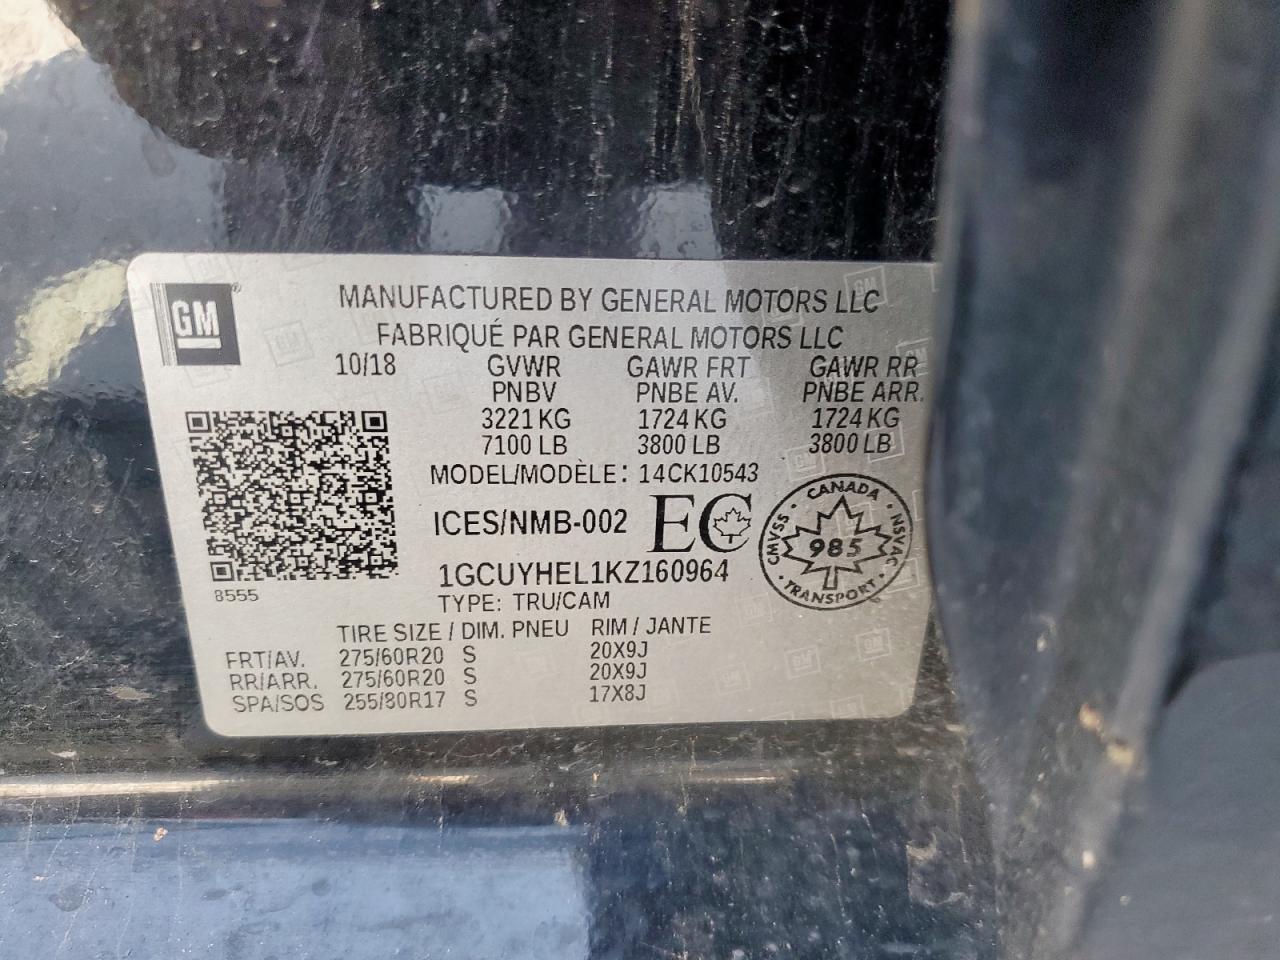 GM
MANUFACTURED BY GENERAL MOTORS LLC
FABRIQUÉ PAR GENERAL MOTORS LLC
10/18 GVWR GAWR FRT GAWR RR
PNBV PNBE AV. PNBE ARR.
3221 KG 1724 KG 1724 KG
7100 LB 3800 LB 3800 LB
MODEL/MODÈLE: 14CK10543
ICES/NMB-002 EC
CANADA
CMVSS 985 NSVAC
TRANSPORT
1GCUYHEL1KZ160964
8555
TYPE: TRU/CAM
TIRE SIZE / DIM. PNEU RIM / JANTE
FRT/AV. 275/60R20 S 20X9J
RR/ARR. 275/60R20 S 20X9J
SPA/SOS 255/80R17 S 17X8J